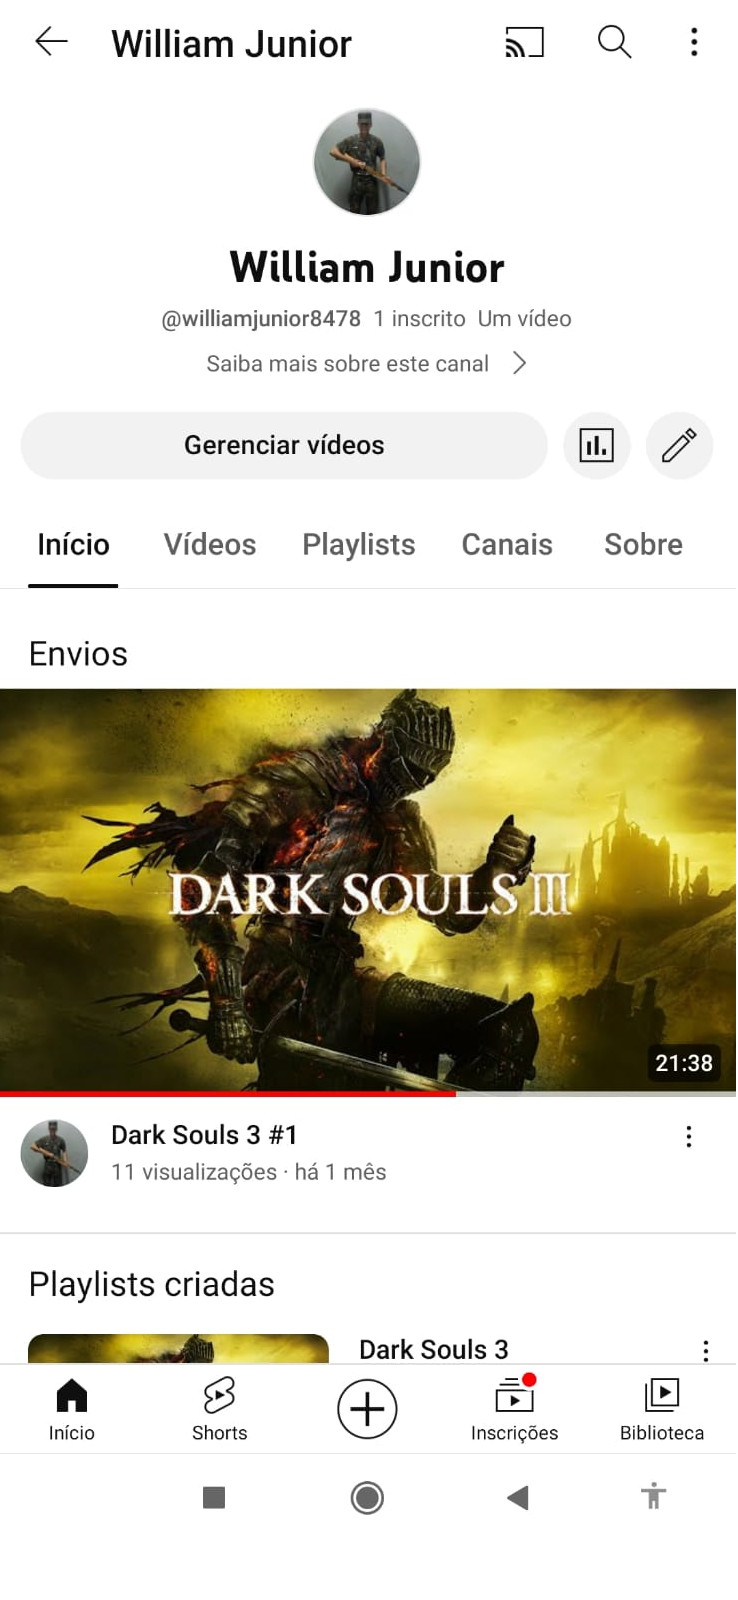 William Junior
William Junior
@williamjunior8478 1 inscrito Um vídeo
Saiba mais sobre este canal
Gerenciar vídeos
Início Vídeos Playlists Canais Sobre
Envios
DARK SOULS III
21:38
Dark Souls 3 #1
11 visualizações · há 1 mês
Playlists criadas
Dark Souls 3
Início Shorts Inscrições Biblioteca